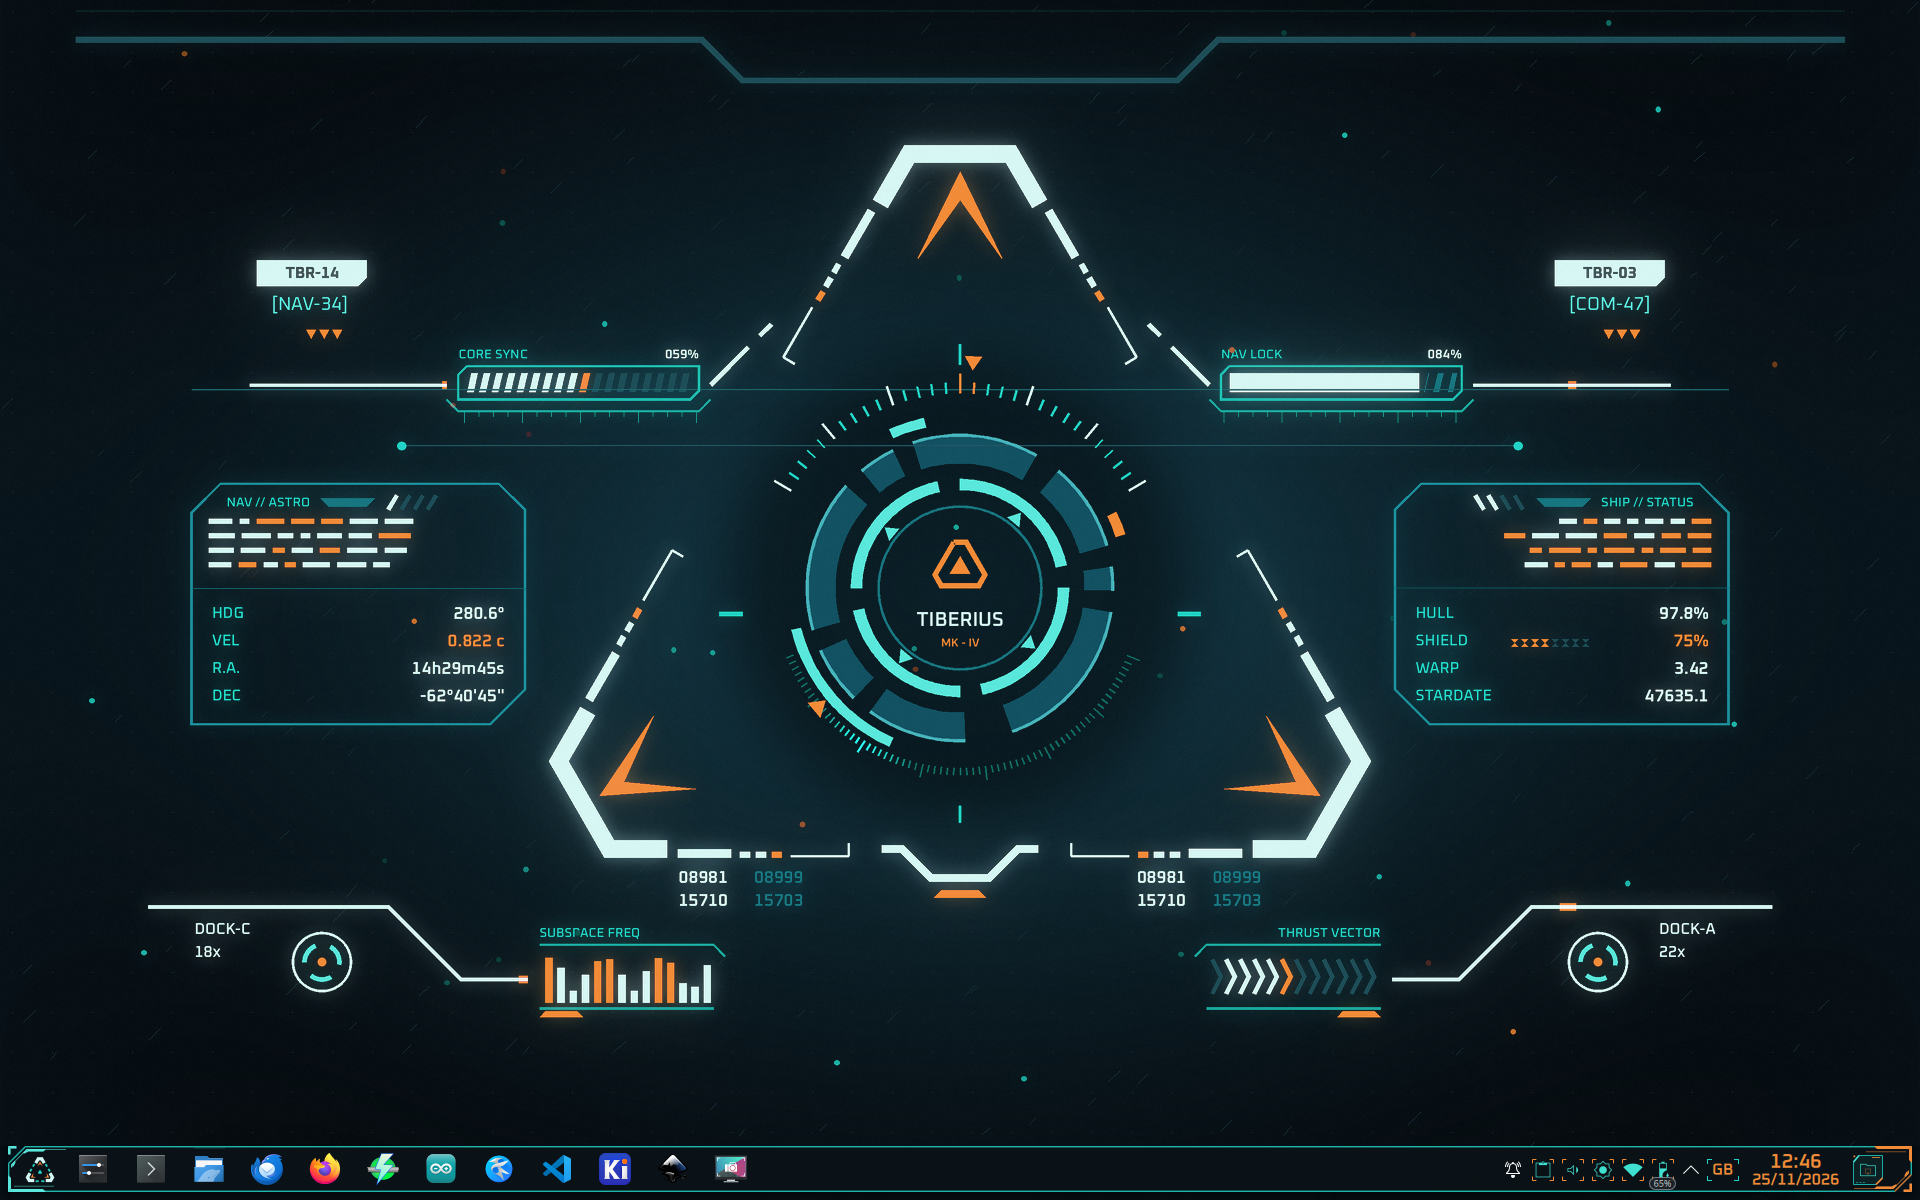 TBR-14
[NAV-34]
TBR-03
[COM-47]
CORE SYNC 059%
NAV LOCK 084%
NAV // ASTRO
HDG 280.6°
VEL 0.822 c
R.A. 14h29m45s
DEC -62°40'45"
TIBERIUS
MK - IV
SHIP // STATUS
HULL 97.8%
SHIELD 75%
WARP 3.42
STARDATE 47635.1
08981 08999
15710 15703
08981 08999
15710 15703
DOCK-C
18x
SUBSPACE FREQ
THRUST VECTOR
DOCK-A
22x
Ki
65%
GB
12:46
25/11/2026